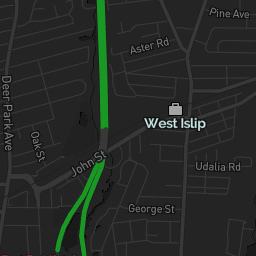 Pine Ave
Aster Rd
Deer Park Ave
West Islip
Oak St
John St
Udalia Rd
George St